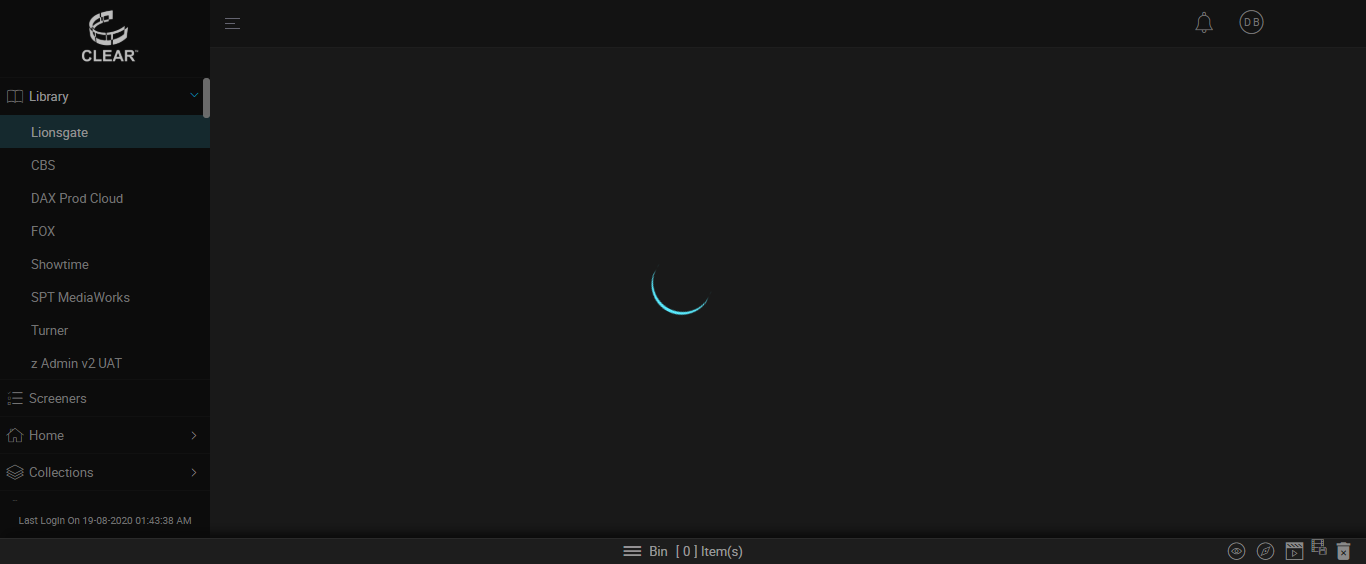 CLEAR™
DB
Library
Lionsgate
CBS
DAX Prod Cloud
FOX
Showtime
SPT MediaWorks
Turner
z Admin v2 UAT
Screeners
Home
Collections
Last Login On 19-08-2020 01:43:38 AM
Bin [ 0 ] Item(s)